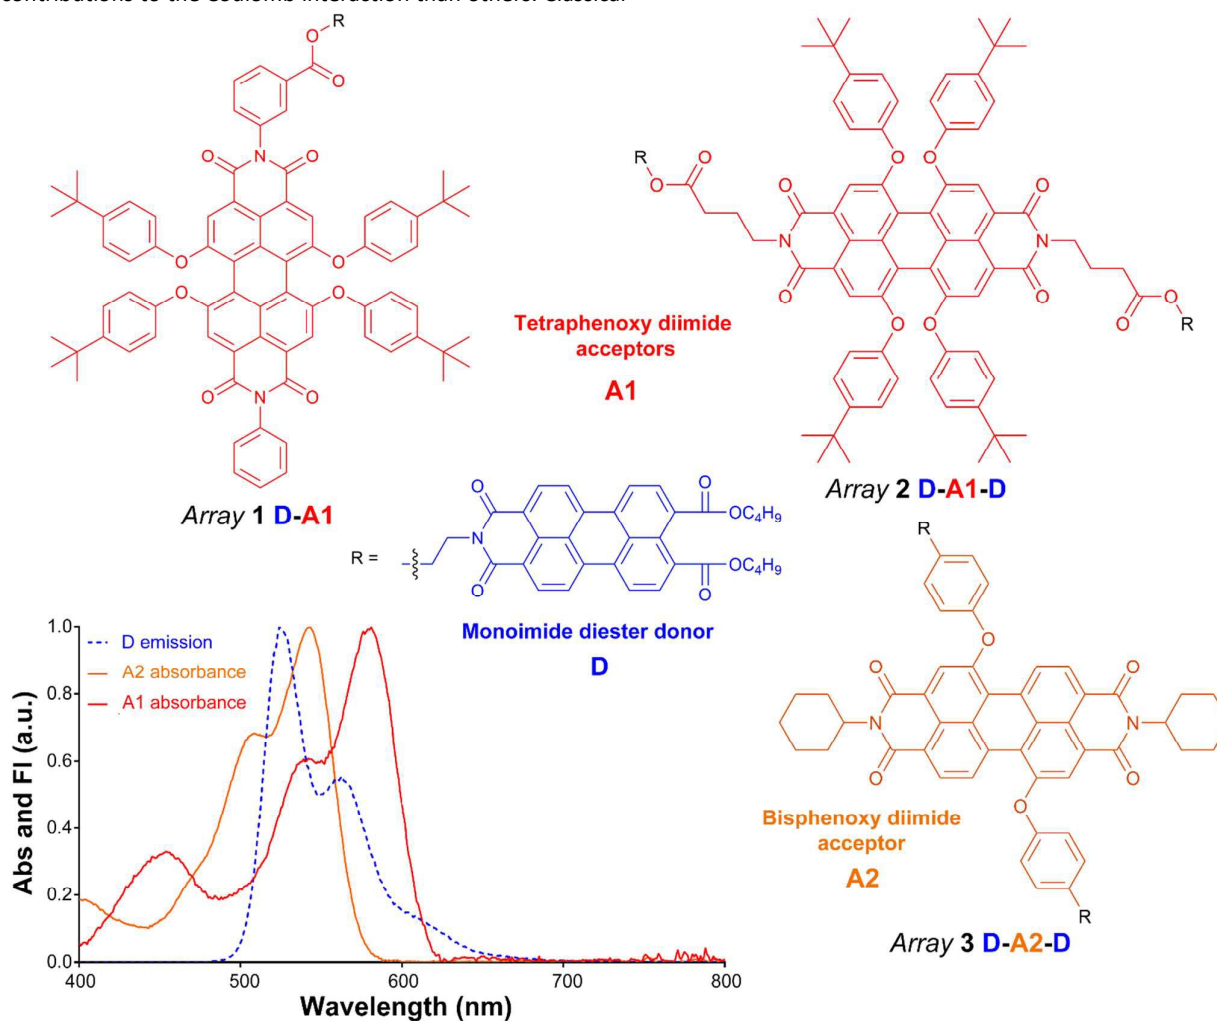 contributions to the Coulomb interaction than others. Classical
R
O
O
O
N
O
O
O
O
O
O
N
O
Array 1 D-A1
R
O
O
O
O
O
O
N
N
O
O
O
O
O
O
R
Tetraphenoxy diimide
acceptors
A1
Array 2 D-A1-D
R =
O
N
O
O
OC4H9
OC4H9
O
Monoimide diester donor
D
R
O
O
O
N
N
O
O
O
R
Bisphenoxy diimide
acceptor
A2
Array 3 D-A2-D
D emission
A2 absorbance
A1 absorbance
Abs and FI (a.u.)
1.0
0.8
0.6
0.4
0.2
0.0
400
500
600
700
800
Wavelength (nm)